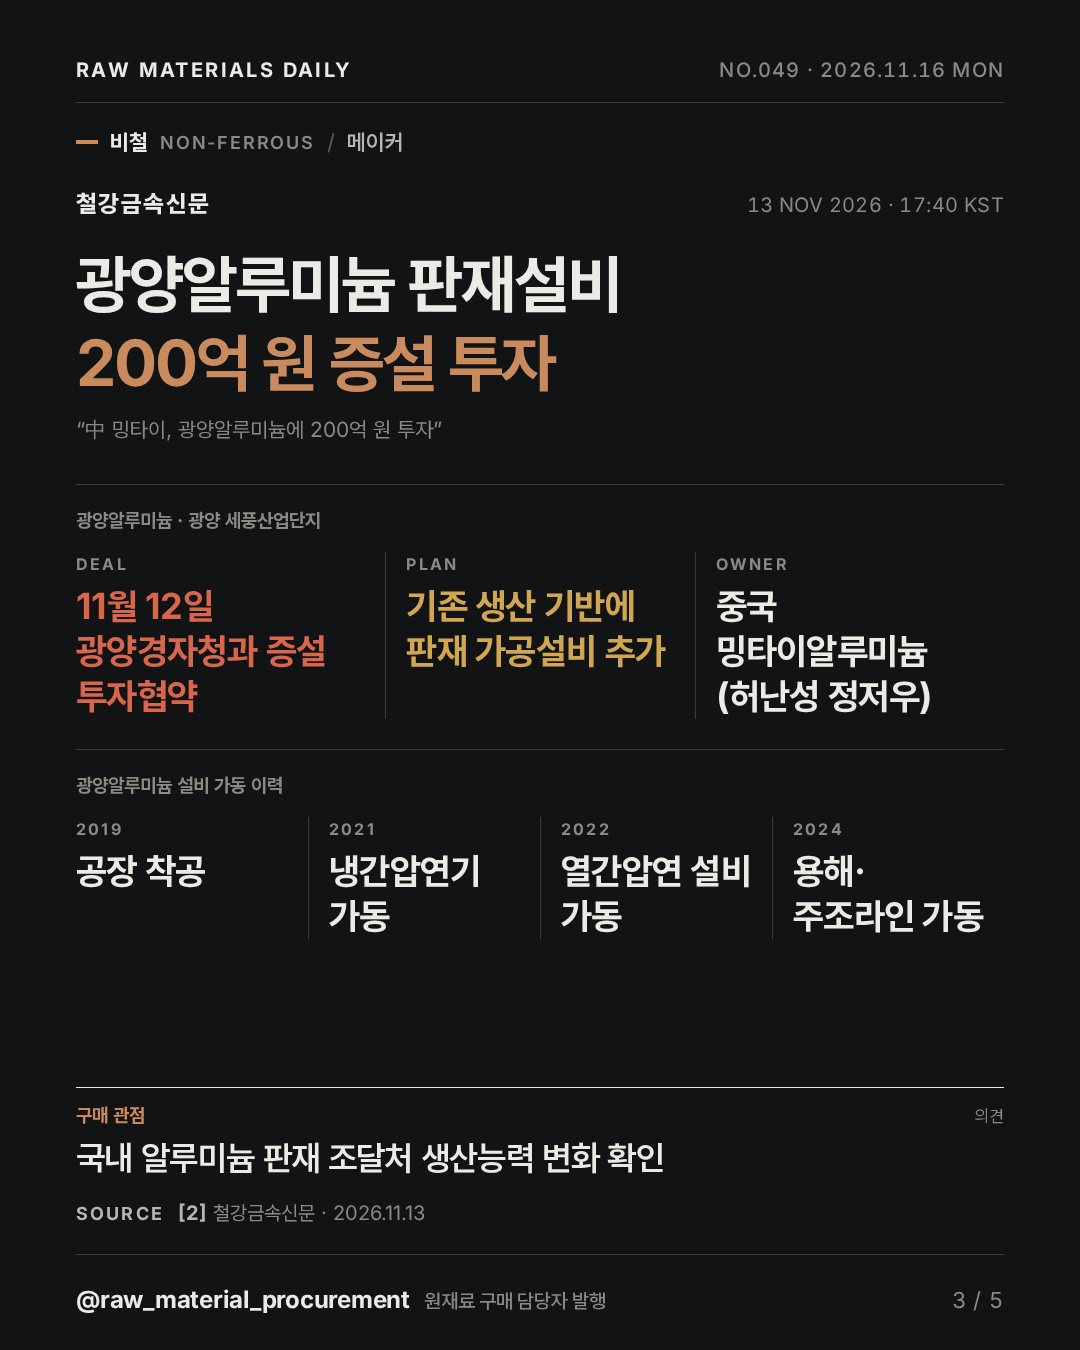 RAW MATERIALS DAILY
NO.049 · 2026.11.16 MON
비철 NON-FERROUS / 메이커
철강금속신문
13 NOV 2026 · 17:40 KST
광양알루미늄 판재설비
200억 원 증설 투자
“中 밍타이, 광양알루미늄에 200억 원 투자”
광양알루미늄 · 광양 세풍산업단지
DEAL
11월 12일
광양경자청과 증설
투자협약
PLAN
기존 생산 기반에
판재 가공설비 추가
OWNER
중국
밍타이알루미늄
(허난성 정저우)
광양알루미늄 설비 가동 이력
2019
공장 착공
2021
냉간압연기
가동
2022
열간압연 설비
가동
2024
용해·
주조라인 가동
구매 관점
의견
국내 알루미늄 판재 조달처 생산능력 변화 확인
SOURCE [2] 철강금속신문 · 2026.11.13
@raw_material_procurement 원재료 구매 담당자 발행
3 / 5